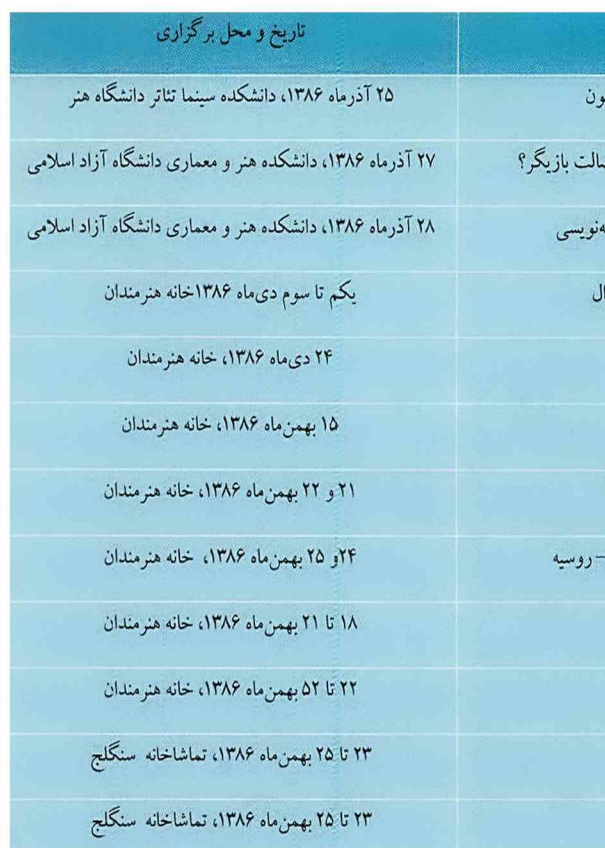 تاریخ و محل برگزاری
۲۵ آذرماه ۱۳۸۶، دانشکده سینما تئاتر دانشگاه هنر
بازیگر؟ ۲۷ آذرماه ۱۳۸۶، دانشکده هنر و معماری دانشگاه آزاد اسلامی
۲۸ آذرماه ۱۳۸۶، دانشکده هنر و معماری دانشگاه آزاد اسلامی
یکم تا سوم دی‌ماه ۱۳۸۶خانه هنرمندان
۲۴ دی‌ماه ۱۳۸۶، خانه هنرمندان
۱۵ بهمن‌ماه ۱۳۸۶، خانه هنرمندان
۲۱ و ۲۲ بهمن‌ماه ۱۳۸۶، خانه هنرمندان
– روسیه ۲۴و ۲۵ بهمن‌ماه ۱۳۸۶، خانه هنرمندان
۱۸ تا ۲۱ بهمن‌ماه ۱۳۸۶، خانه هنرمندان
۲۲ تا ۵۲ بهمن‌ماه ۱۳۸۶، خانه هنرمندان
۲۳ تا ۲۵ بهمن‌ماه ۱۳۸۶، تماشاخانه سنگلج
۲۳ تا ۲۵ بهمن‌ماه ۱۳۸۶، تماشاخانه سنگلج